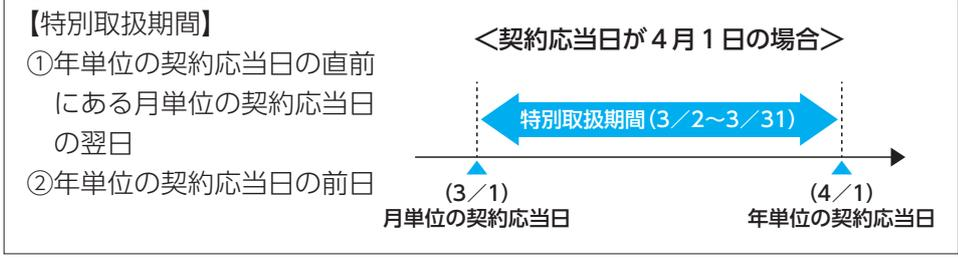 【特別取扱期間】
①年単位の契約応当日の直前
にある月単位の契約応当日
の翌日
②年単位の契約応当日の前日
＜契約応当日が4月1日の場合＞
特別取扱期間（3／2～3／31）
（3／1）
月単位の契約応当日
（4／1）
年単位の契約応当日